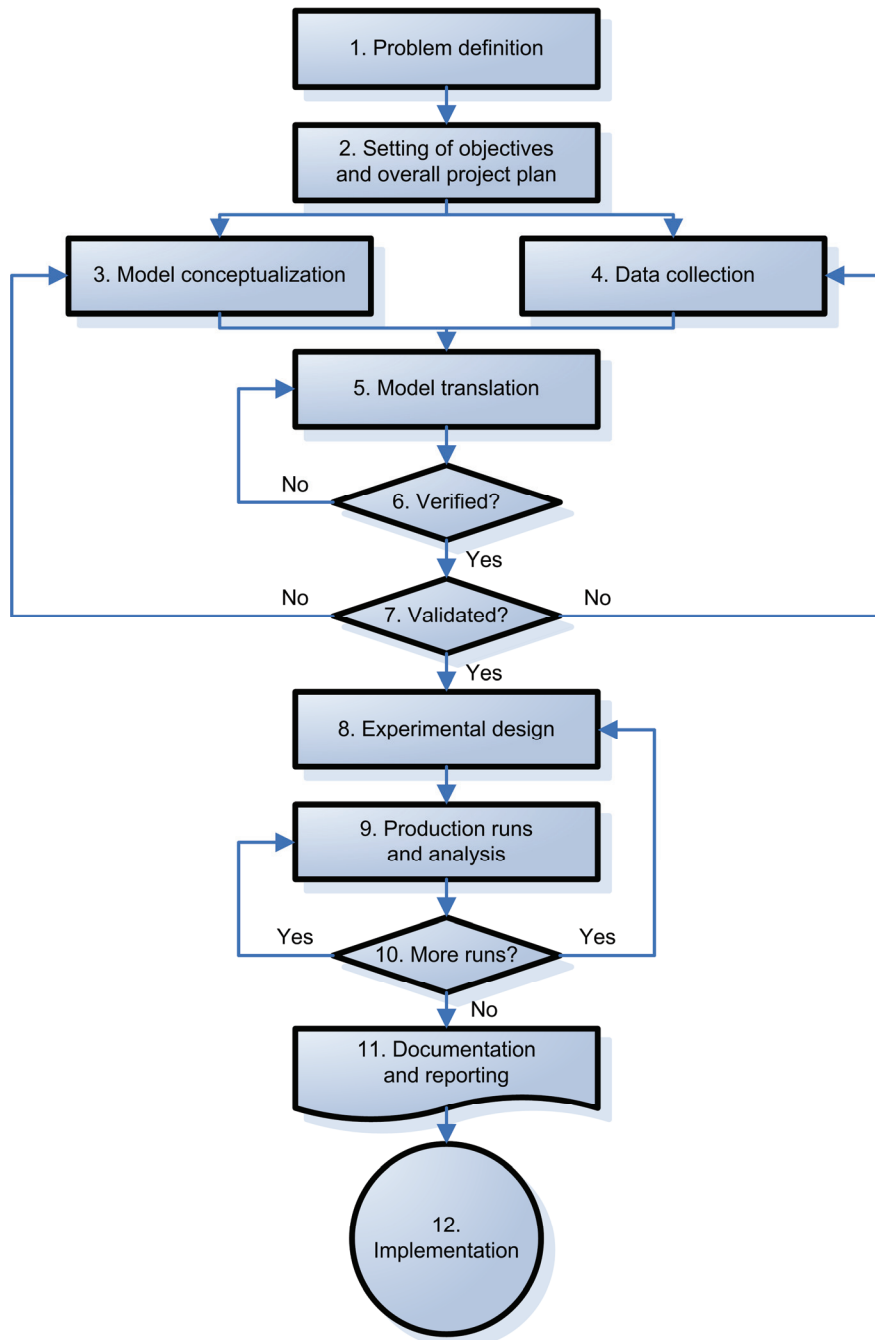 1. Problem definition
2. Setting of objectives
and overall project plan
3. Model conceptualization
4. Data collection
5. Model translation
No
6. Verified?
Yes
No
7. Validated?
No
Yes
8. Experimental design
9. Production runs
and analysis
Yes
10. More runs?
Yes
No
11. Documentation
and reporting
12.
Implementation